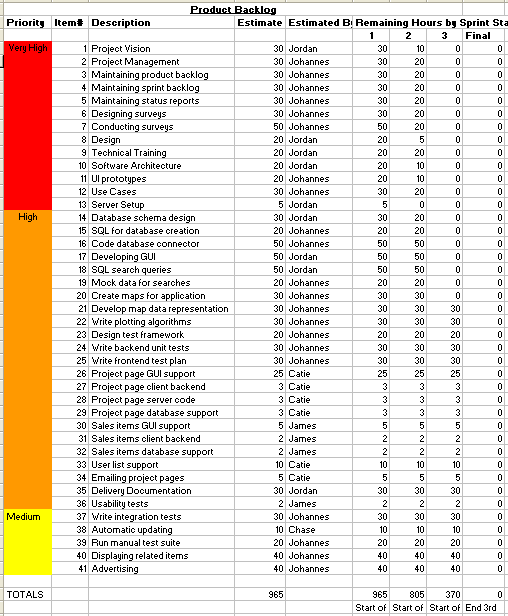 Product Backlog
Priority Item# Description Estimate Estimated B Remaining Hours by Sprint Sta
1 2 3 Final
Very High 1 Project Vision 30 Jordan 30 10 0 0
2 Project Management 30 Johannes 30 20 0 0
3 Maintaining product backlog 30 Johannes 30 20 0 0
4 Maintaining sprint backlog 30 Johannes 30 20 0 0
5 Maintaining status reports 30 Johannes 30 20 0 0
6 Designing surveys 30 Johannes 30 20 0 0
7 Conducting surveys 50 Johannes 50 20 0 0
8 Design 20 Jordan 20 5 0 0
9 Technical Training 20 Jordan 20 20 0 0
10 Software Architecture 20 Jordan 20 10 0 0
11 UI prototypes 20 Jordan 20 10 0 0
12 Use Cases 30 Johannes 30 20 0 0
13 Server Setup 5 Jordan 5 0 0 0
High 14 Database schema design 30 Jordan 30 20 0 0
15 SQL for database creation 20 Johannes 20 20 0 0
16 Code database connector 50 Johannes 50 50 0 0
17 Developing GUI 50 Jordan 50 50 0 0
18 SQL search queries 50 Jordan 50 50 0 0
19 Mock data for searches 20 Johannes 20 20 0 0
20 Create maps for application 30 Johannes 30 30 0 0
21 Develop map data representation 30 Johannes 30 30 30 0
22 Write plotting algorithms 30 Johannes 30 30 30 0
23 Design test framework 20 Johannes 20 20 20 0
24 Write backend unit tests 30 Johannes 30 30 30 0
25 Write frontend test plan 30 Johannes 30 30 30 0
26 Project page GUI support 25 Catie 25 25 25 0
27 Project page client backend 3 Catie 3 3 3 0
28 Project page server code 3 Catie 3 3 3 0
29 Project page database support 3 Catie 3 3 3 0
30 Sales items GUI support 5 James 5 5 5 0
31 Sales items client backend 2 James 2 2 2 0
32 Sales items database support 2 James 2 2 2 0
33 User list support 10 Catie 10 10 10 0
34 Emailing project pages 5 Catie 5 5 5 0
35 Delivery Documentation 30 Jordan 30 30 30 0
36 Usability tests 2 James 2 2 2 0
Medium 37 Write integration tests 30 Johannes 30 30 30 0
38 Automatic updating 10 Chase 10 10 10 0
39 Run manual test suite 20 Johannes 20 20 20 0
40 Displaying related items 40 Johannes 40 40 40 0
41 Advertising 40 Johannes 40 40 40 0
TOTALS 965 965 805 370 0
Start of Start of Start of End 3rd